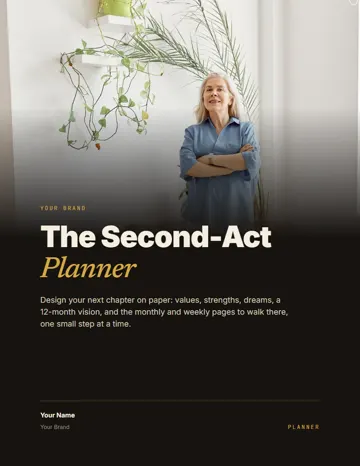 YOUR BRAND
The Second-Act
Planner
Design your next chapter on paper: values, strengths, dreams, a
12-month vision, and the monthly and weekly pages to walk there,
one small step at a time.
Your Name
Your Brand
PLANNER